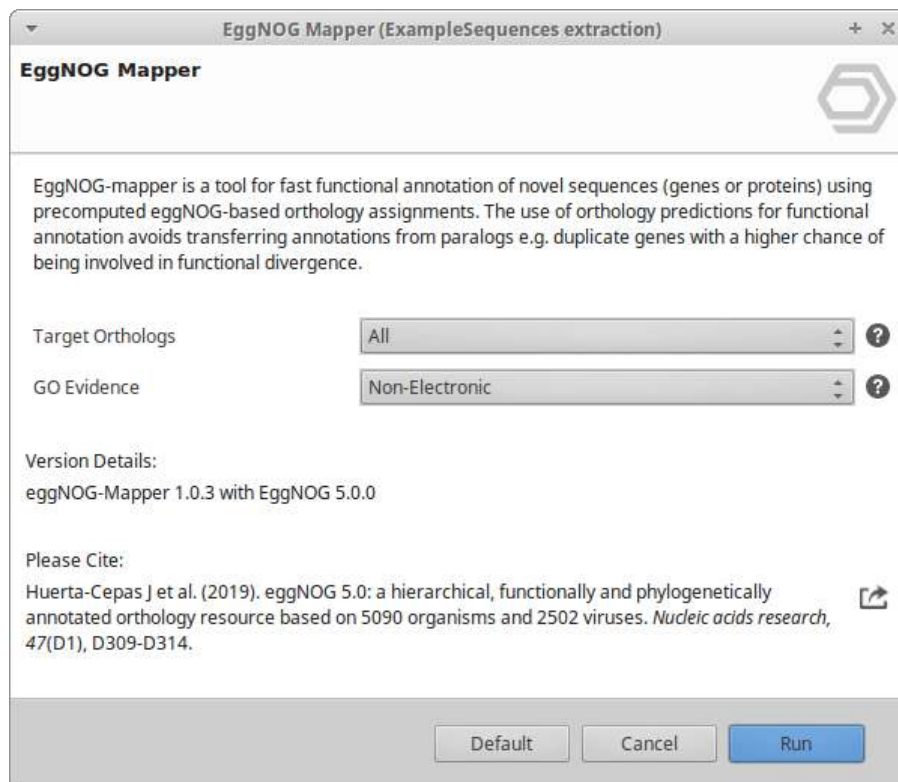 EggNOG Mapper (ExampleSequences extraction)
EggNOG Mapper
EggNOG-mapper is a tool for fast functional annotation of novel sequences (genes or proteins) using
precomputed eggNOG-based orthology assignments. The use of orthology predictions for functional
annotation avoids transferring annotations from paralogs e.g. duplicate genes with a higher chance of
being involved in functional divergence.
Target Orthologs All
GO Evidence Non-Electronic
Version Details:
eggNOG-Mapper 1.0.3 with EggNOG 5.0.0
Please Cite:
Huerta-Cepas J et al. (2019). eggNOG 5.0: a hierarchical, functionally and phylogenetically
annotated orthology resource based on 5090 organisms and 2502 viruses. Nucleic acids research,
47(D1), D309-D314.
Default Cancel Run